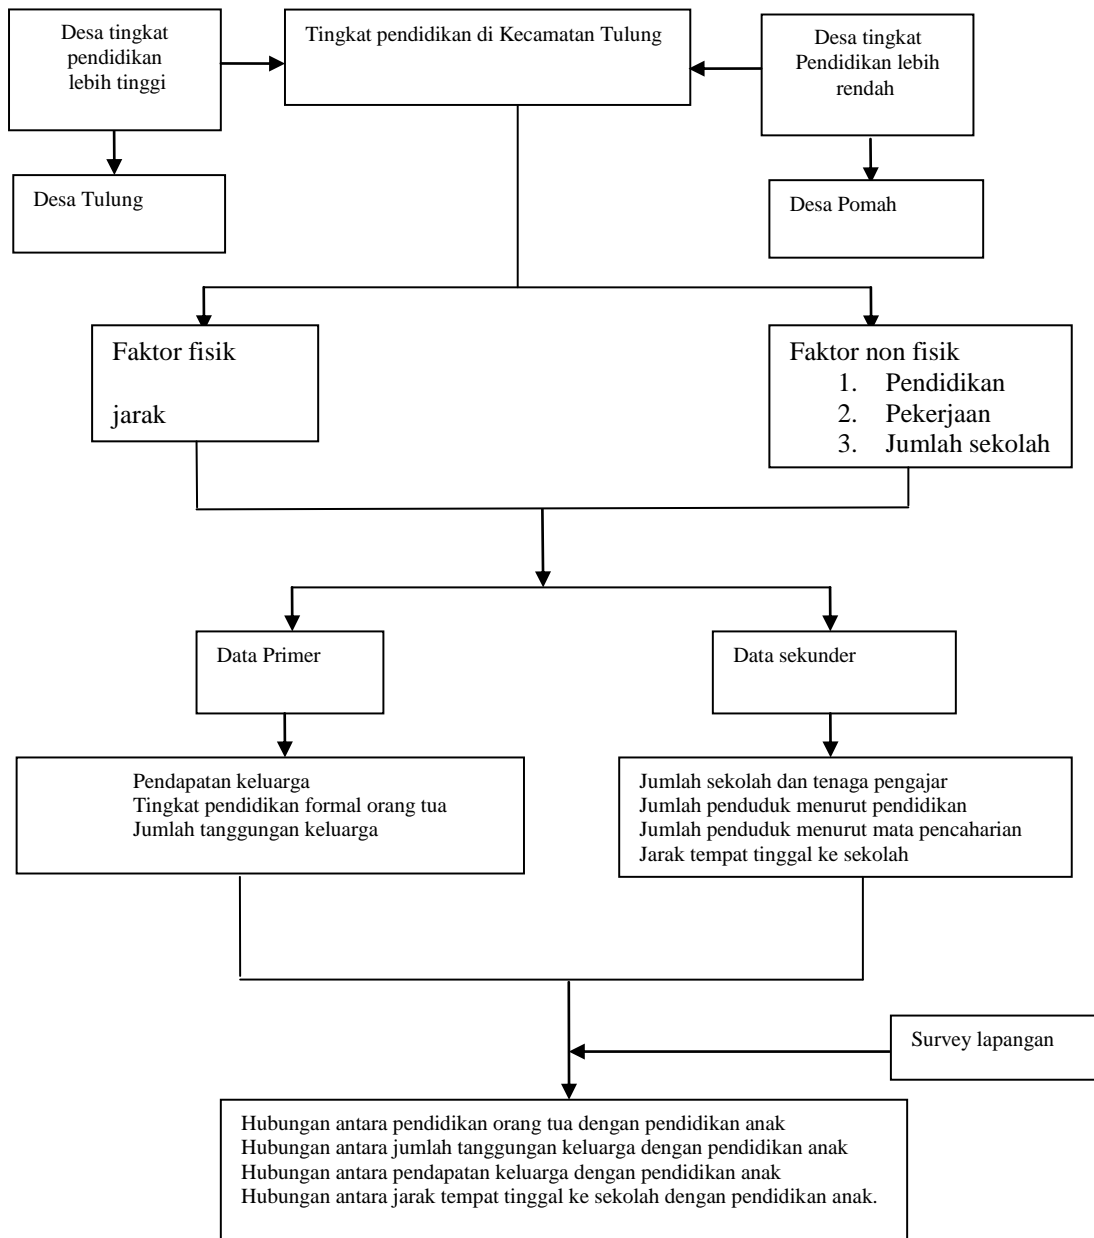 Desa tingkat
pendidikan
lebih tinggi
Tingkat pendidikan di Kecamatan Tulung
Desa tingkat
Pendidikan lebih
rendah
Desa Tulung
Desa Pomah
Faktor fisik
jarak
Faktor non fisik
1. Pendidikan
2. Pekerjaan
3. Jumlah sekolah
Data Primer
Data sekunder
Pendapatan keluarga
Tingkat pendidikan formal orang tua
Jumlah tanggungan keluarga
Jumlah sekolah dan tenaga pengajar
Jumlah penduduk menurut pendidikan
Jumlah penduduk menurut mata pencaharian
Jarak tempat tinggal ke sekolah
Survey lapangan
Hubungan antara pendidikan orang tua dengan pendidikan anak
Hubungan antara jumlah tanggungan keluarga dengan pendidikan anak
Hubungan antara pendapatan keluarga dengan pendidikan anak
Hubungan antara jarak tempat tinggal ke sekolah dengan pendidikan anak.